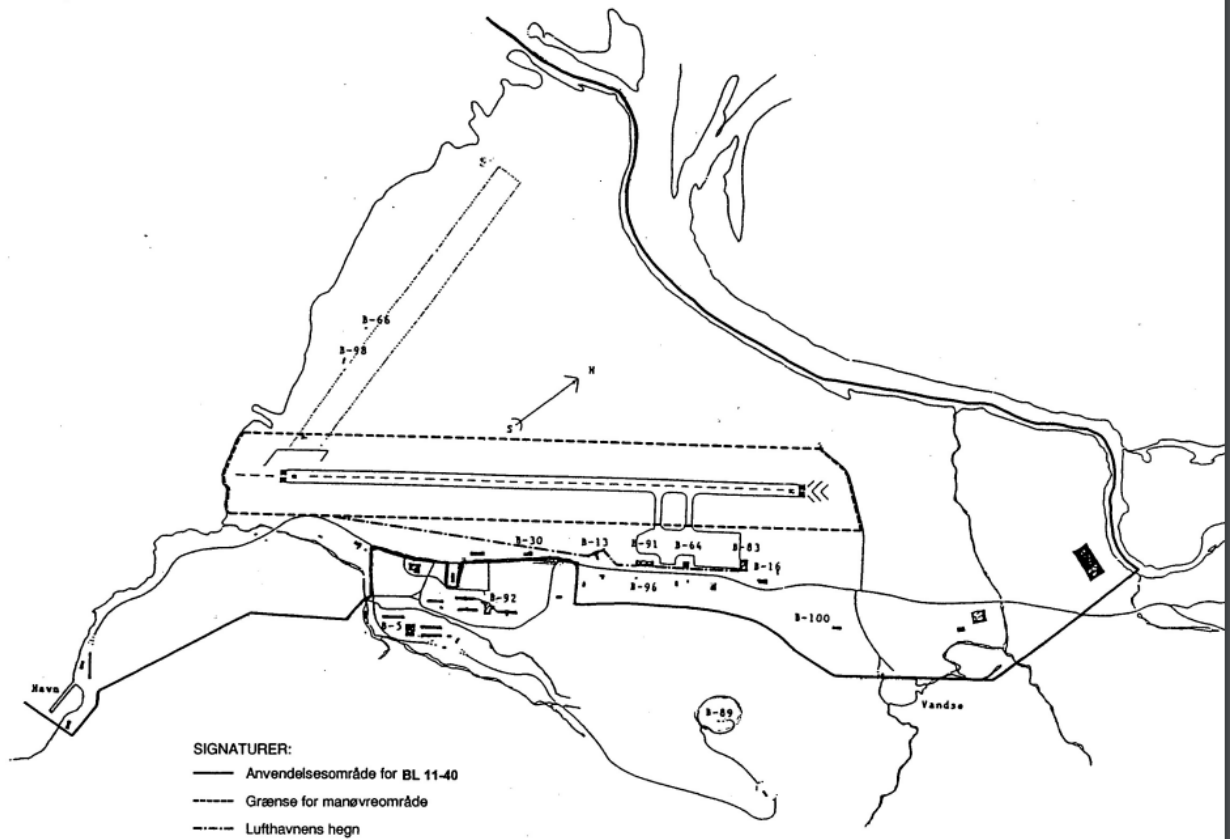 S
B-66
B-98
N
S
B-30
B-13
B-91
B-64
B-83
B-16
B-96
B-92
B-5
B-100
Havn
Vandsø
B-89
SIGNATURER:
Anvendelsesområde for BL 11-40
Grænse for manøvreområde
Lufthavnens hegn